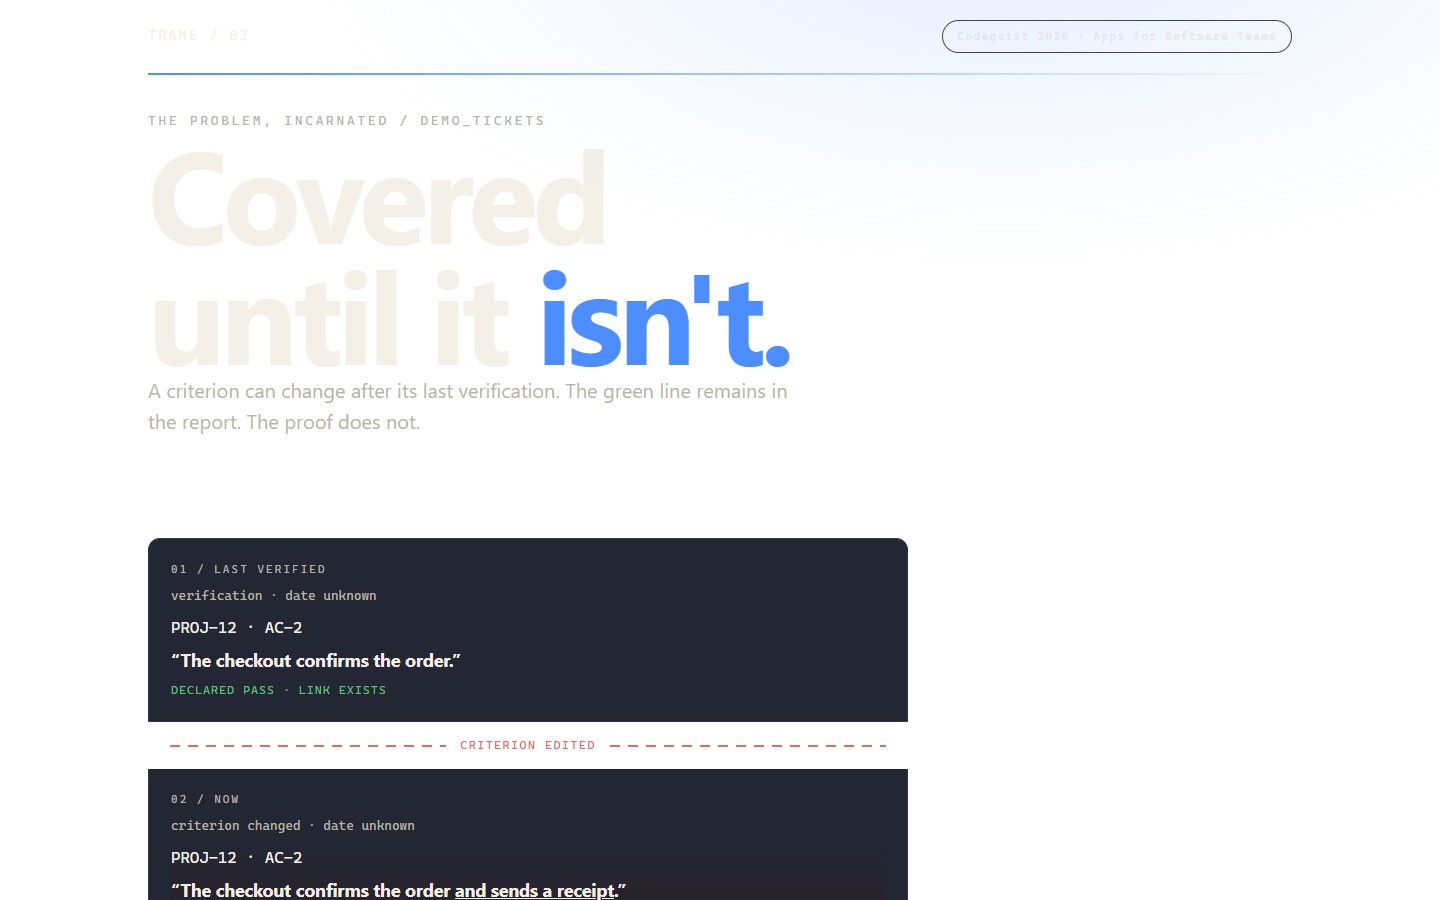 TRAME / 02
Codegeist 2026 · Apps for Software Teams
THE PROBLEM, INCARNATED / DEMO_TICKETS
Covered
until it isn't.
A criterion can change after its last verification. The green line remains in
the report. The proof does not.
01 / LAST VERIFIED
verification · date unknown
PROJ–12 · AC–2
“The checkout confirms the order.”
DECLARED PASS · LINK EXISTS
CRITERION EDITED
02 / NOW
criterion changed · date unknown
PROJ–12 · AC–2
“The checkout confirms the order and sends a receipt.”